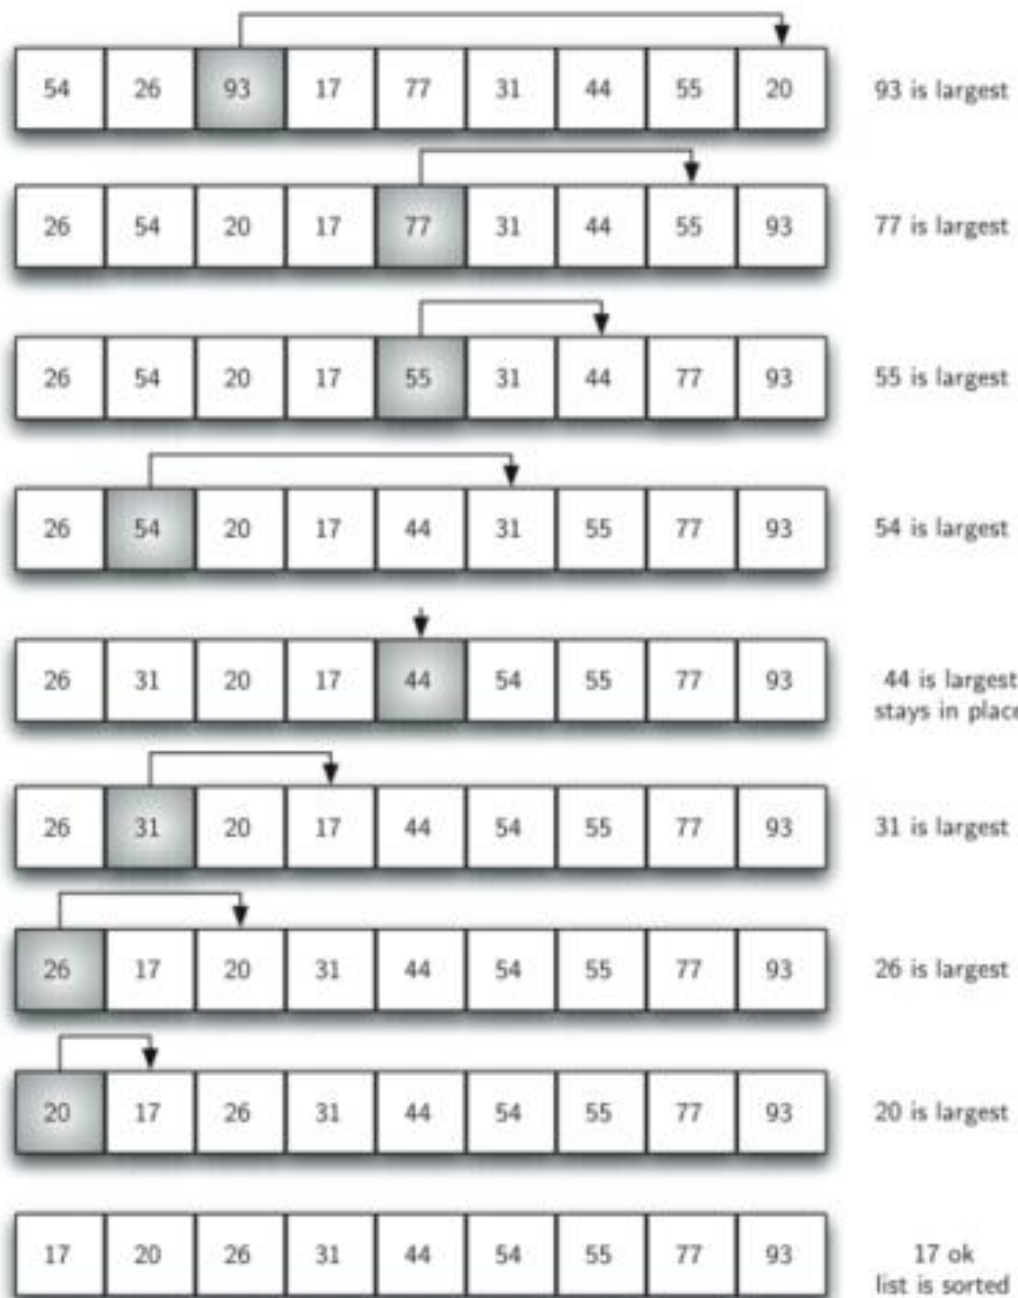 54 26 93 17 77 31 44 55 20 93 is largest
26 54 20 17 77 31 44 55 93 77 is largest
26 54 20 17 55 31 44 77 93 55 is largest
26 54 20 17 44 31 55 77 93 54 is largest
26 31 20 17 44 54 55 77 93 44 is largest
stays in place
26 31 20 17 44 54 55 77 93 31 is largest
26 17 20 31 44 54 55 77 93 26 is largest
20 17 26 31 44 54 55 77 93 20 is largest
17 20 26 31 44 54 55 77 93 17 ok
list is sorted